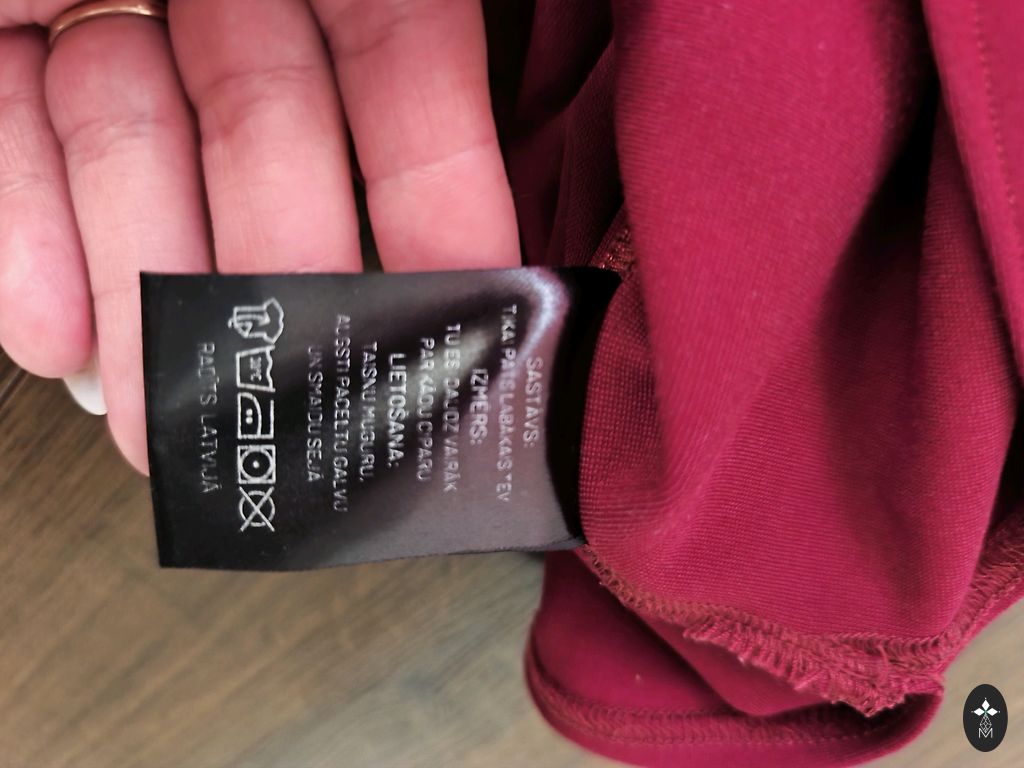 SASTĀVS:
TIKAI PATS LABĀKAIS TEV
IZMĒRS:
TU ES DAUDZ VAIRĀK
PAR KĀDU CIPARU
LIETOŠANA:
TAISNU MUGURU,
AUGSTI PACELTU GALVU
UN SMAIDU SEJĀ
RADĪTS LATVIJĀ
M